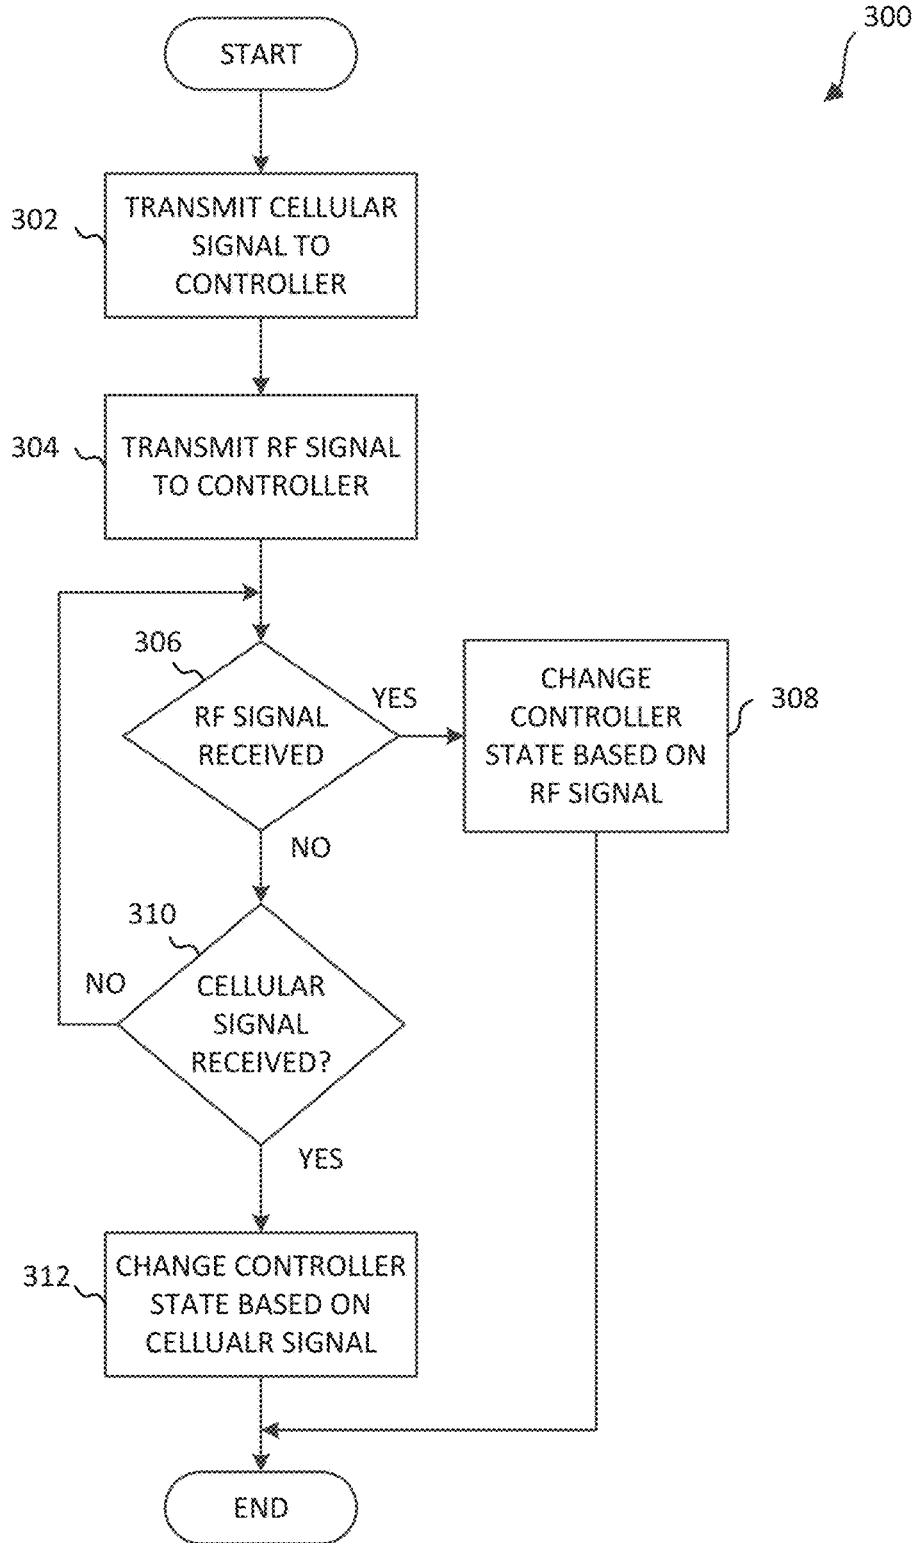 300
START
302
TRANSMIT CELLULAR
SIGNAL TO
CONTROLLER
304
TRANSMIT RF SIGNAL
TO CONTROLLER
306
RF SIGNAL
RECEIVED
YES
CHANGE
CONTROLLER
STATE BASED ON
RF SIGNAL
308
NO
310
NO
CELLULAR
SIGNAL
RECEIVED?
YES
312
CHANGE CONTROLLER
STATE BASED ON
CELLUALR SIGNAL
END